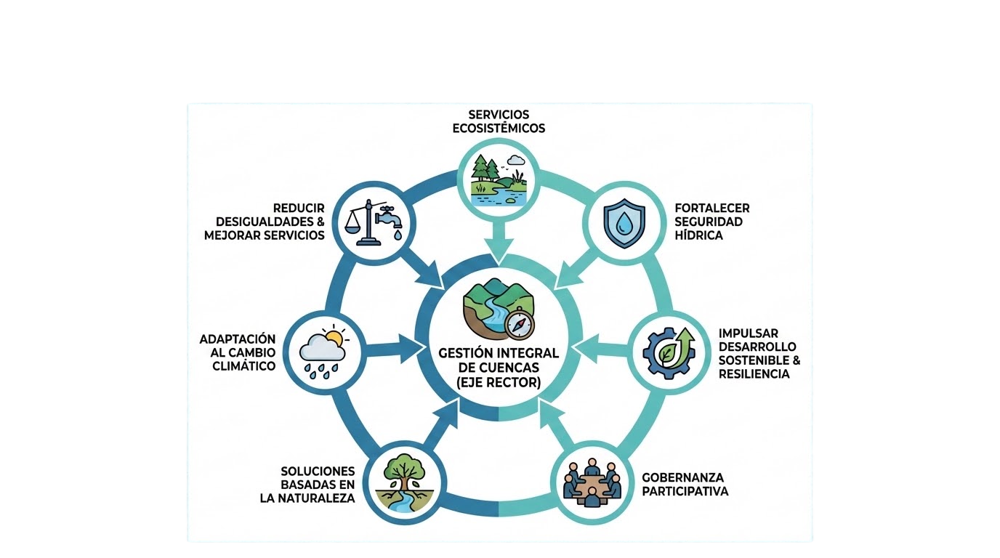 SERVICIOS
ECOSISTÉMICOS
REDUCIR
DESIGUALDADES &
MEJORAR SERVICIOS
FORTALECER
SEGURIDAD
HÍDRICA
GESTIÓN INTEGRAL
DE CUENCAS
(EJE RECTOR)
ADAPTACIÓN
AL CAMBIO
CLIMÁTICO
IMPULSAR
DESARROLLO
SOSTENIBLE &
RESILIENCIA
SOLUCIONES
BASADAS EN
LA NATURALEZA
GOBERNANZA
PARTICIPATIVA